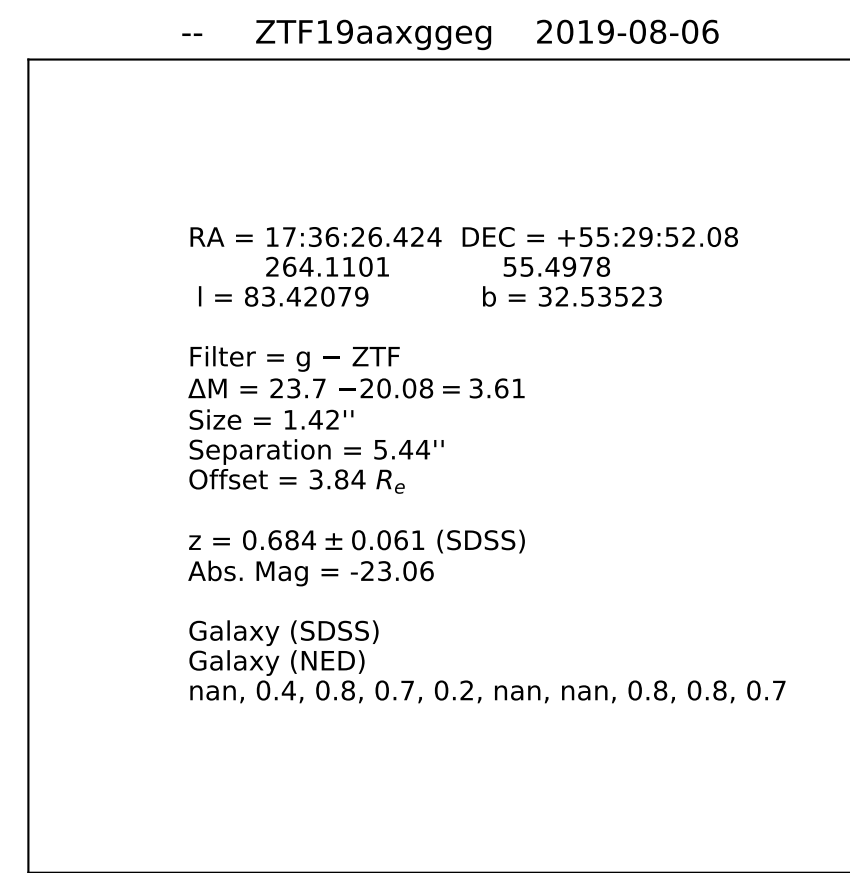 -- ZTF19aaxggeg 2019-08-06
RA = 17:36:26.424 DEC = +55:29:52.08
264.1101 55.4978
l = 83.42079 b = 32.53523
Filter = g − ZTF
ΔM = 23.7 −20.08 = 3.61
Size = 1.42''
Separation = 5.44''
Offset = 3.84 Rₑ
z = 0.684 ± 0.061 (SDSS)
Abs. Mag = -23.06
Galaxy (SDSS)
Galaxy (NED)
nan, 0.4, 0.8, 0.7, 0.2, nan, nan, 0.8, 0.8, 0.7